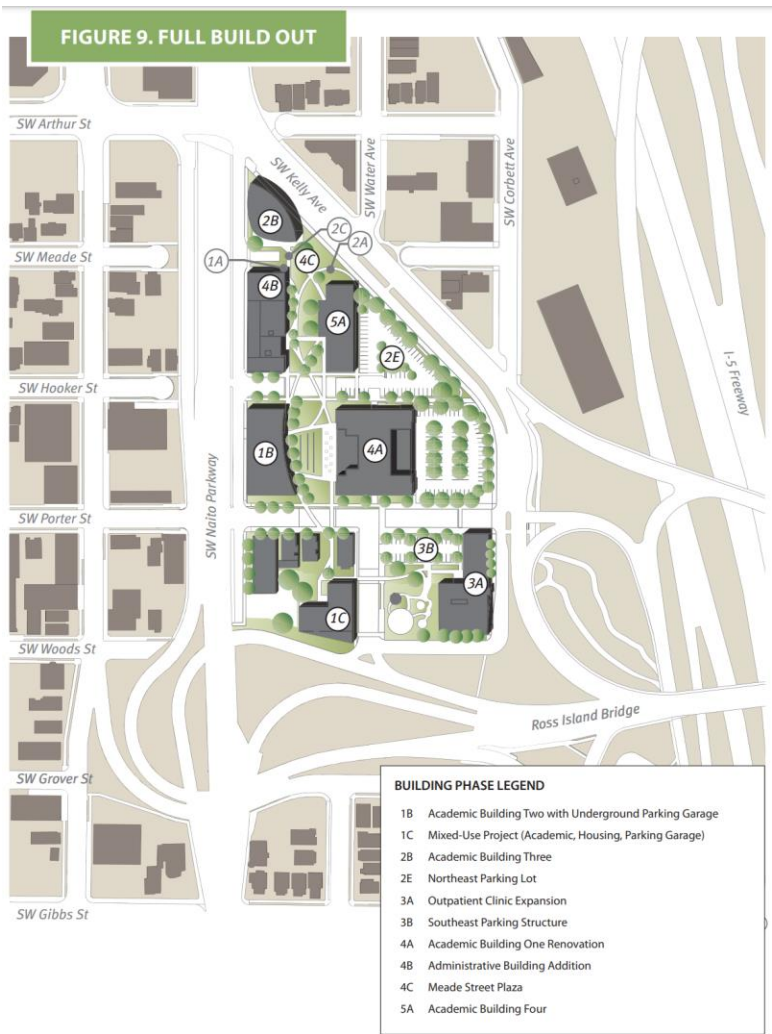 FIGURE 9. FULL BUILD OUT
SW Arthur St
SW Kelly Ave
SW Water Ave
SW Corbett Ave
2B
2C
2A
SW Meade St
1A
4C
4B
5A
2E
I-5 Freeway
SW Hooker St
1B
4A
SW Naito Parkway
SW Porter St
3B
3A
1C
SW Woods St
Ross Island Bridge
SW Grover St
SW Gibbs St
BUILDING PHASE LEGEND
1B Academic Building Two with Underground Parking Garage
1C Mixed-Use Project (Academic, Housing, Parking Garage)
2B Academic Building Three
2E Northeast Parking Lot
3A Outpatient Clinic Expansion
3B Southeast Parking Structure
4A Academic Building One Renovation
4B Administrative Building Addition
4C Meade Street Plaza
5A Academic Building Four